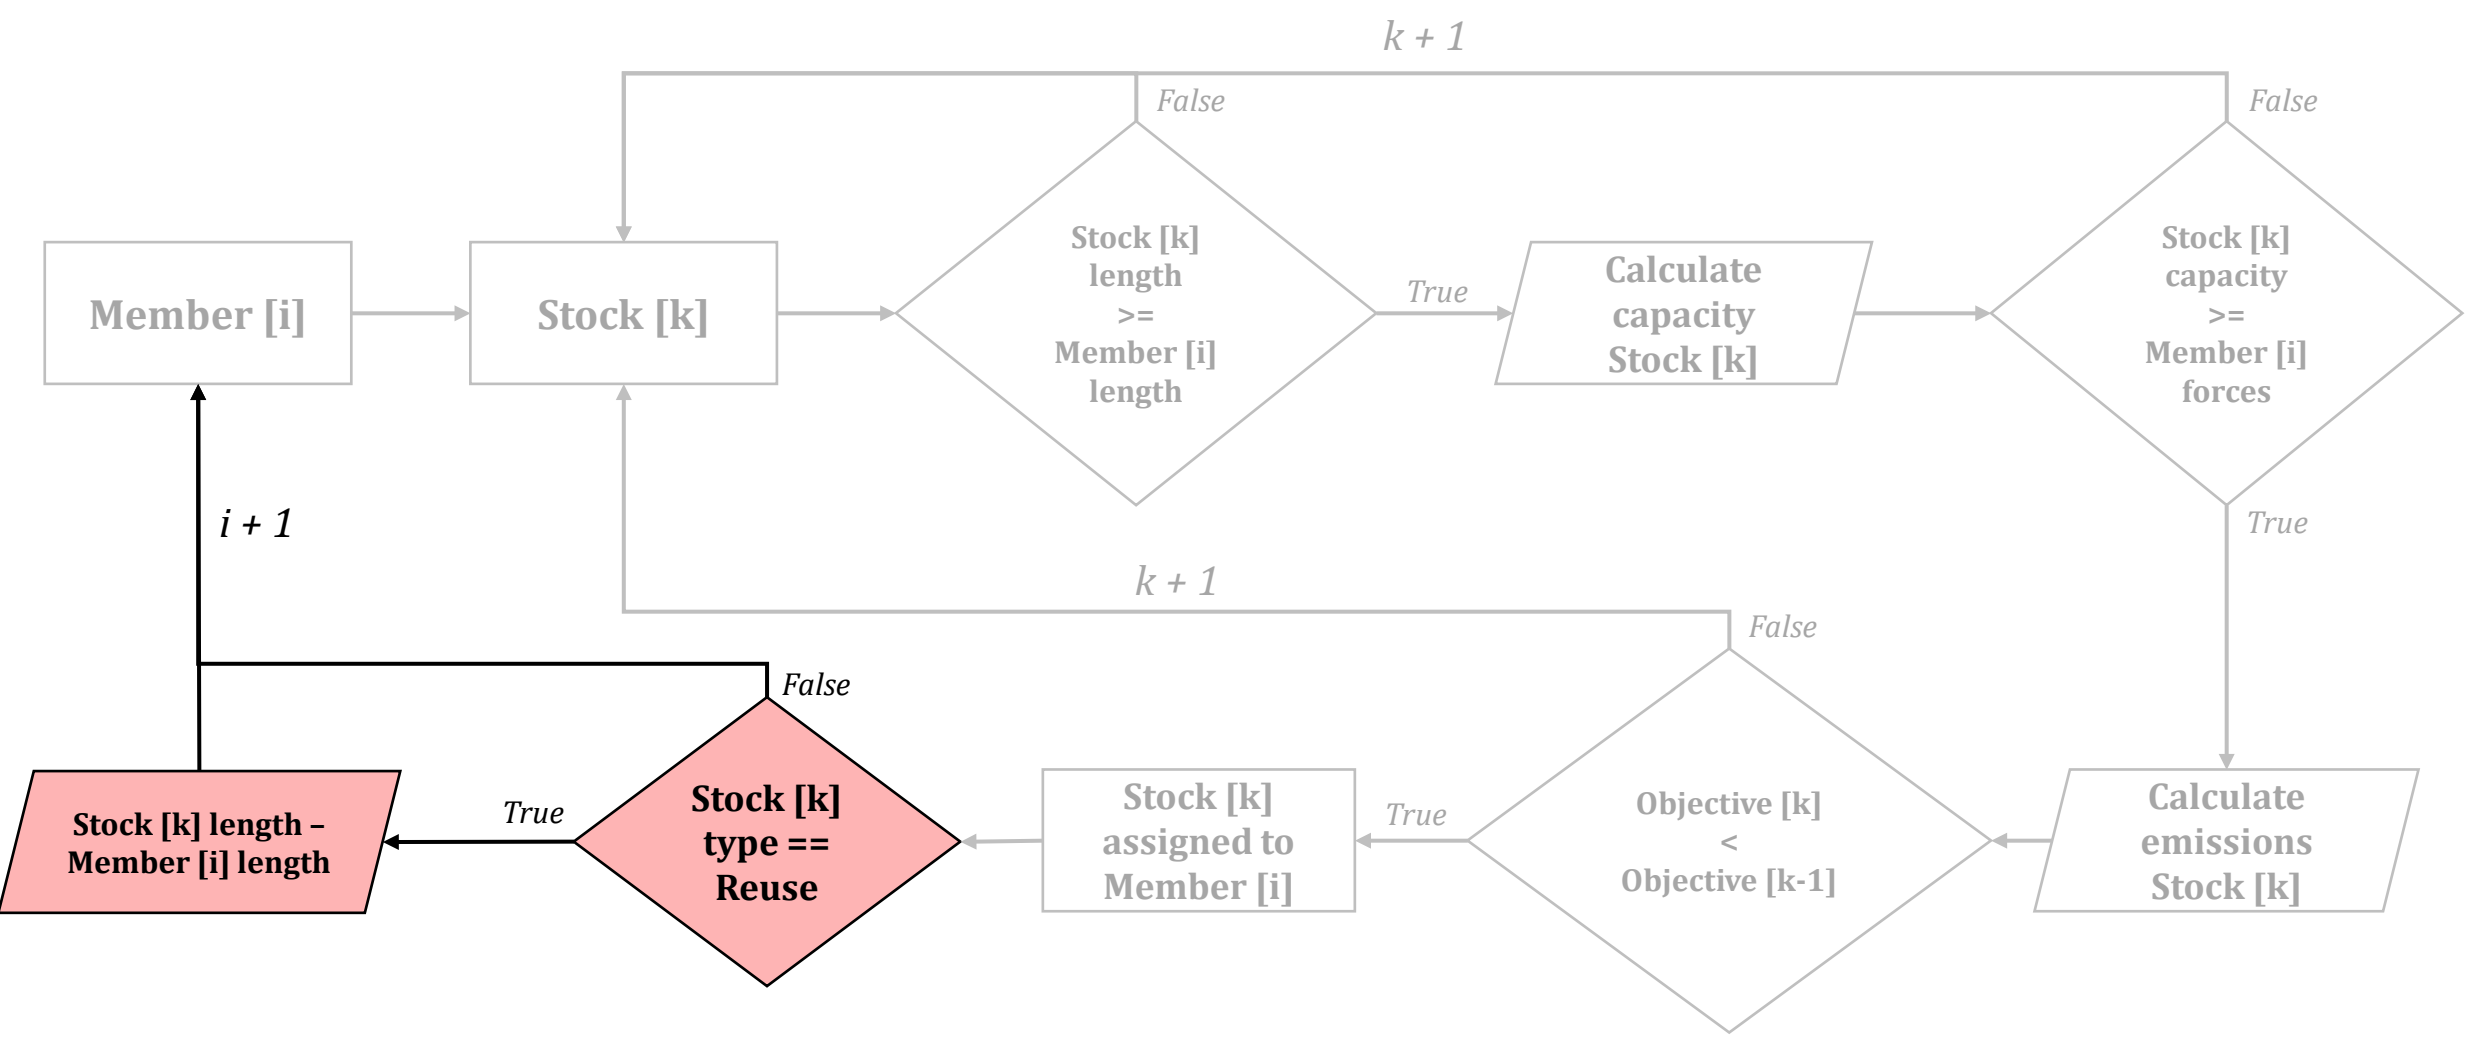 k + 1
False
False
Member [i]
Stock [k]
Stock [k]
length
>=
Member [i]
length
True
Calculate
capacity
Stock [k]
Stock [k]
capacity
>=
Member [i]
forces
i + 1
True
k + 1
False
False
Stock [k] length –
Member [i] length
True
Stock [k]
type ==
Reuse
Stock [k]
assigned to
Member [i]
True
Objective [k]
<
Objective [k-1]
Calculate
emissions
Stock [k]